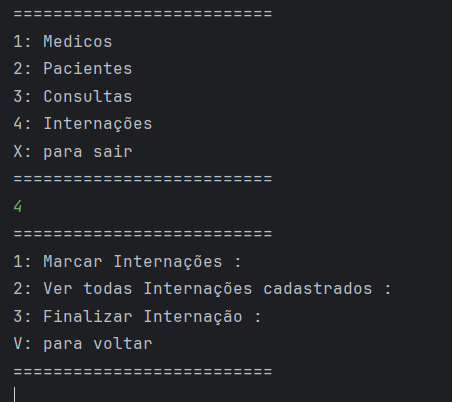 ==========================
1: Medicos
2: Pacientes
3: Consultas
4: Internações
X: para sair
==========================
4
==========================
1: Marcar Internações :
2: Ver todas Internações cadastrados :
3: Finalizar Internação :
V: para voltar
==========================